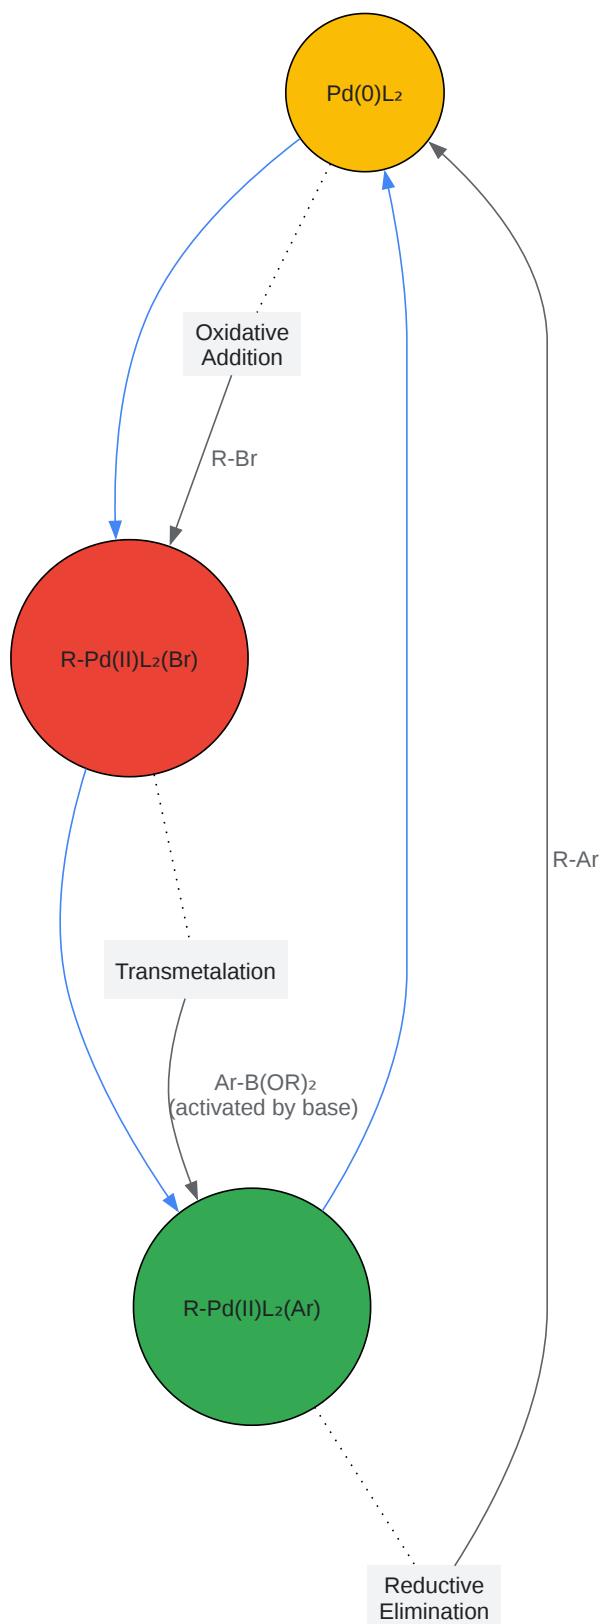 Pd(0)L₂
Oxidative
Addition
R-Br
R-Pd(II)L₂(Br)
R-Ar
Transmetalation
Ar-B(OR)₂
(activated by base)
R-Pd(II)L₂(Ar)
Reductive
Elimination